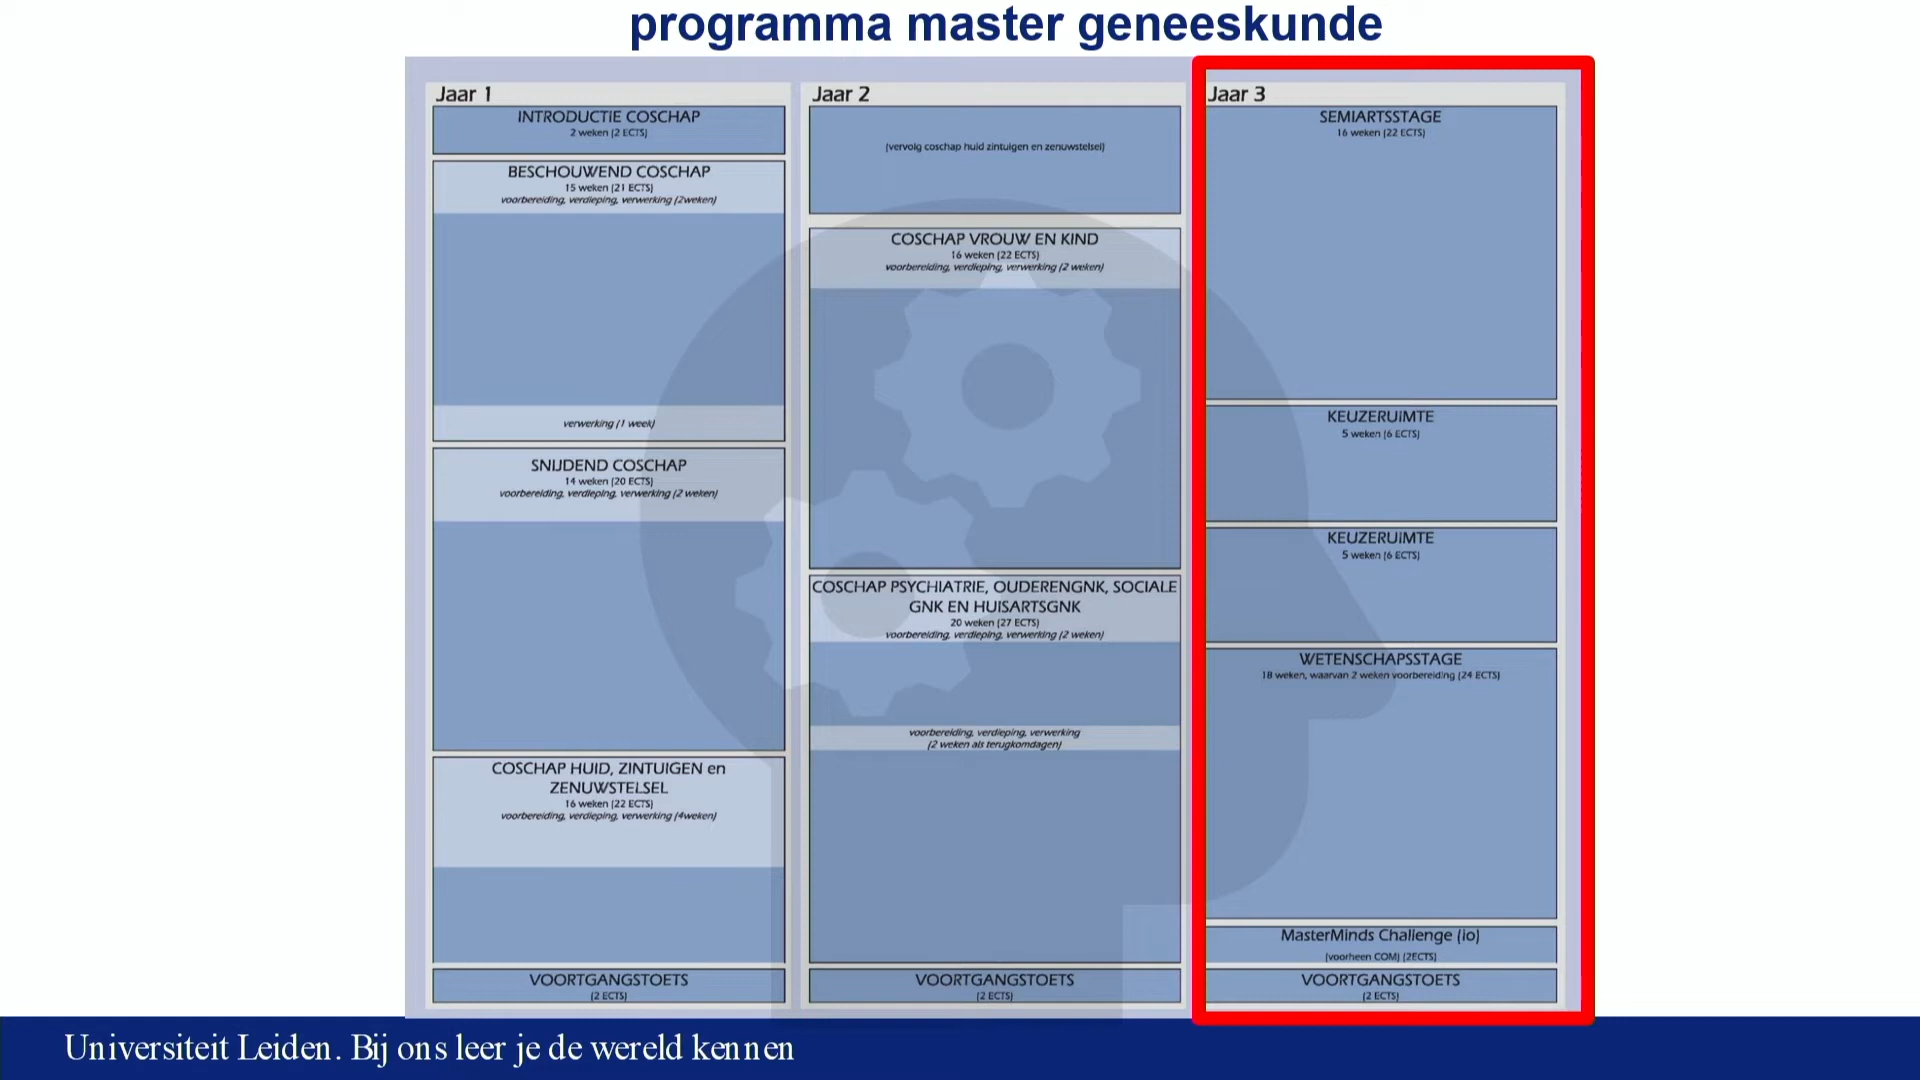 programma master geneeskunde
Jaar 1
INTRODUCTIE COSCHAP
2 weken (2 ECTS)
BESCHOUWEND COSCHAP
15 weken (21 ECTS)
voorbereiding, verdieping, verwerking (2weken)
verwerking (1 week)
SNIJDEND COSCHAP
14 weken (20 ECTS)
voorbereiding, verdieping, verwerking (2 weken)
COSCHAP HUID, ZINTUIGEN en
ZENUWSTELSEL
16 weken (22 ECTS)
voorbereiding, verdieping, verwerking (4weken)
VOORTGANGSTOETS
(2 ECTS)
Jaar 2
(vervolg coschap huid zintuigen en zenuwstelsel)
COSCHAP VROUW EN KIND
16 weken (22 ECTS)
voorbereiding, verdieping, verwerking (2 weken)
COSCHAP PSYCHIATRIE, OUDERENGNK, SOCIALE
GNK EN HUISARTSGNK
20 weken (27 ECTS)
voorbereiding, verdieping, verwerking (2 weken)
voorbereiding, verdieping, verwerking
(2 weken als terugkomdagen)
VOORTGANGSTOETS
(2 ECTS)
Jaar 3
SEMIARTSSTAGE
16 weken (22 ECTS)
KEUZERUIMTE
5 weken (6 ECTS)
KEUZERUIMTE
5 weken (6 ECTS)
WETENSCHAPSSTAGE
18 weken, waarvan 2 weken voorbereiding (24 ECTS)
MasterMinds Challenge (io)
(voorheen COM) (2ECTS)
VOORTGANGSTOETS
(2 ECTS)
Universiteit Leiden. Bij ons leer je de wereld kennen